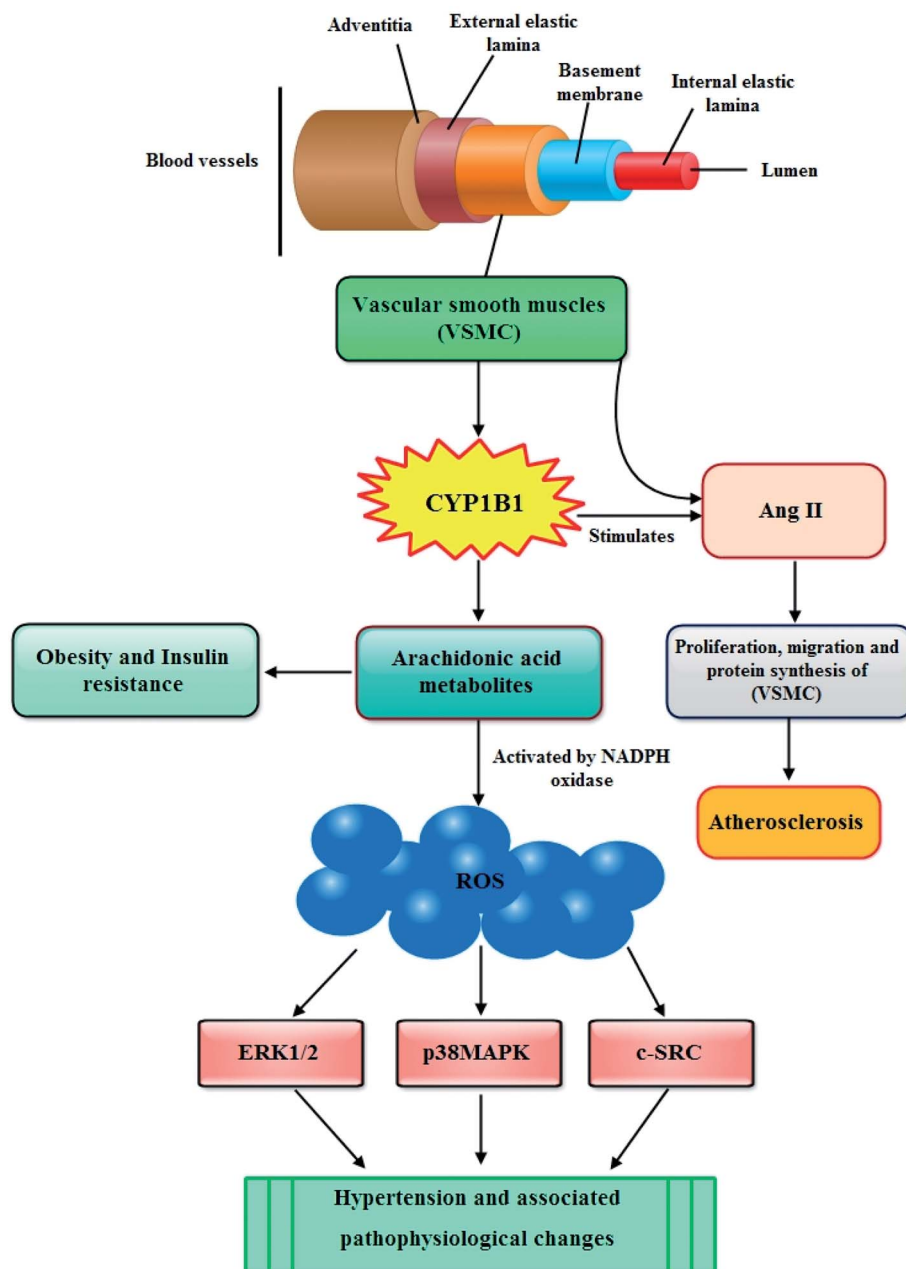 Adventitia
External elastic
lamina
Basement
membrane
Internal elastic
lamina
Blood vessels
Lumen
Vascular smooth muscles
(VSMC)
CYP1B1
Stimulates
Ang II
Obesity and Insulin
resistance
Arachidonic acid
metabolites
Proliferation, migration and
protein synthesis of
(VSMC)
Activated by NADPH
oxidase
Atherosclerosis
ROS
ERK1/2
p38MAPK
c-SRC
Hypertension and associated
pathophysiological changes